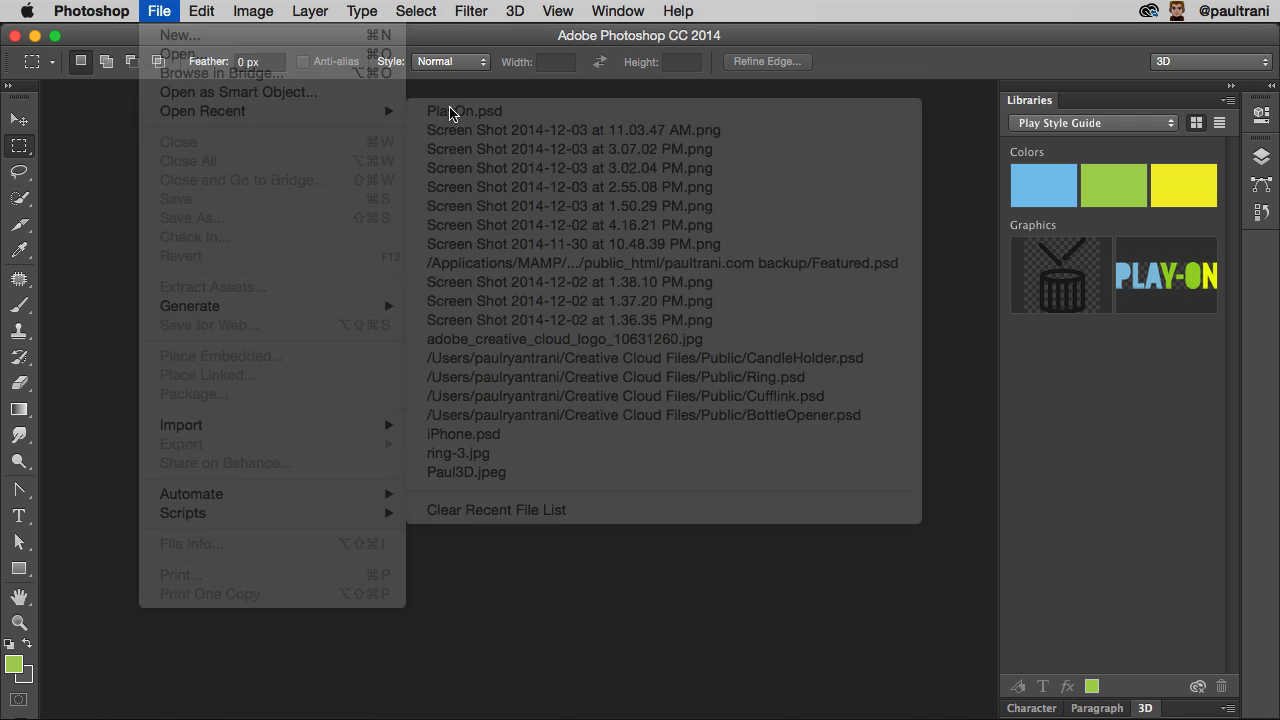 Photoshop File Edit Image Layer Type Select Filter 3D View Window Help @paultrani
Adobe Photoshop CC 2014
Feather: 0 px Anti-alias Style: Normal Width: Height: Refine Edge... 3D
New... ⌘N
Open... ⌘O
Browse in Bridge... ⌥⌘O
Open as Smart Object...
Open Recent
Close ⌘W
Close All ⌥⌘W
Close and Go to Bridge... ⇧⌘W
Save ⌘S
Save As... ⇧⌘S
Check In...
Revert F12
Extract Assets...
Generate
Save for Web... ⌥⇧⌘S
Place Embedded...
Place Linked...
Package...
Import
Export
Share on Behance...
Automate
Scripts
File Info... ⌥⇧⌘I
Print... ⌘P
Print One Copy ⌥⇧⌘P
PlayOn.psd
Screen Shot 2014-12-03 at 11.03.47 AM.png
Screen Shot 2014-12-03 at 3.07.02 PM.png
Screen Shot 2014-12-03 at 3.02.04 PM.png
Screen Shot 2014-12-03 at 2.55.08 PM.png
Screen Shot 2014-12-03 at 1.50.29 PM.png
Screen Shot 2014-12-02 at 4.16.21 PM.png
Screen Shot 2014-11-30 at 10.48.39 PM.png
/Applications/MAMP/.../public_html/paultrani.com backup/Featured.psd
Screen Shot 2014-12-02 at 1.38.10 PM.png
Screen Shot 2014-12-02 at 1.37.20 PM.png
Screen Shot 2014-12-02 at 1.36.35 PM.png
adobe_creative_cloud_logo_10631260.jpg
/Users/paulryantrani/Creative Cloud Files/Public/CandleHolder.psd
/Users/paulryantrani/Creative Cloud Files/Public/Ring.psd
/Users/paulryantrani/Creative Cloud Files/Public/Cufflink.psd
/Users/paulryantrani/Creative Cloud Files/Public/BottleOpener.psd
iPhone.psd
ring-3.jpg
Paul3D.jpeg
Clear Recent File List
Libraries
Play Style Guide
Colors
Graphics
PLAY-ON
T fx
Character Paragraph 3D